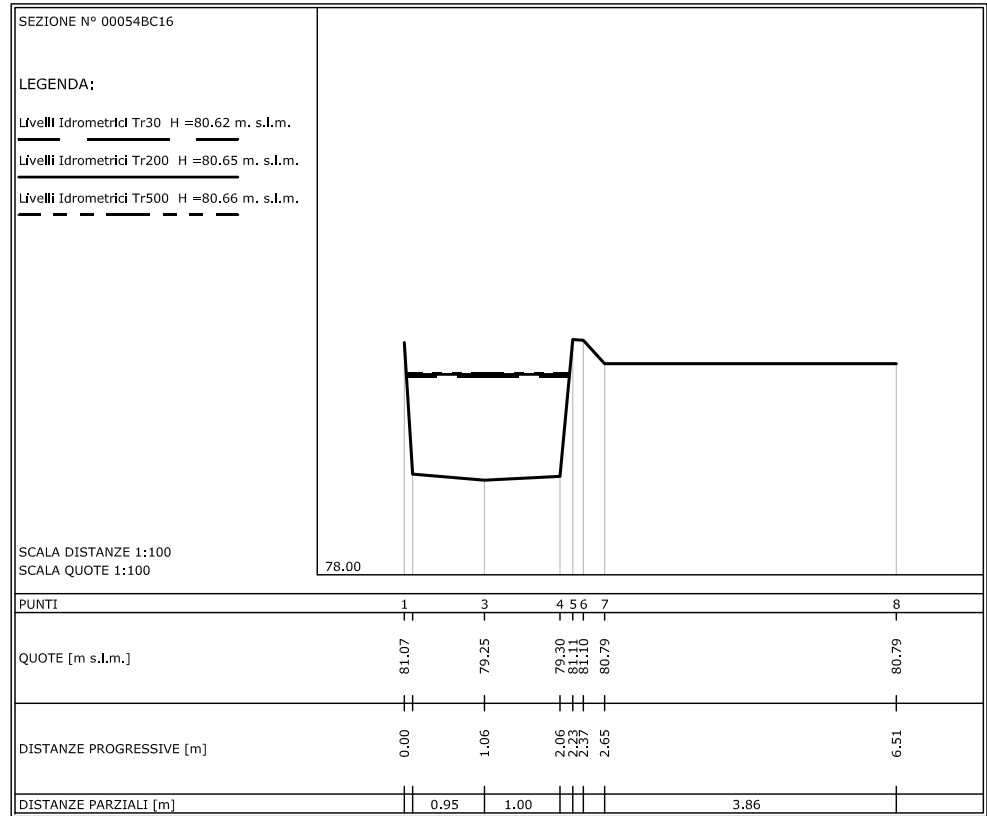 SEZIONE N° 00054BC16
LEGENDA:
Livelli Idrometrici Tr30 H =80.62 m. s.l.m.
Livelli Idrometrici Tr200 H =80.65 m. s.l.m.
Livelli Idrometrici Tr500 H =80.66 m. s.l.m.
SCALA DISTANZE 1:100
SCALA QUOTE 1:100
78.00
PUNTI 1 3 4 5 6 7 8
QUOTE [m s.l.m.] 81.07 79.25 79.30 81.11 81.10 80.79 80.79
DISTANZE PROGRESSIVE [m] 0.00 1.06 2.06 2.23 2.37 2.65 6.51
DISTANZE PARZIALI [m] 0.95 1.00 3.86